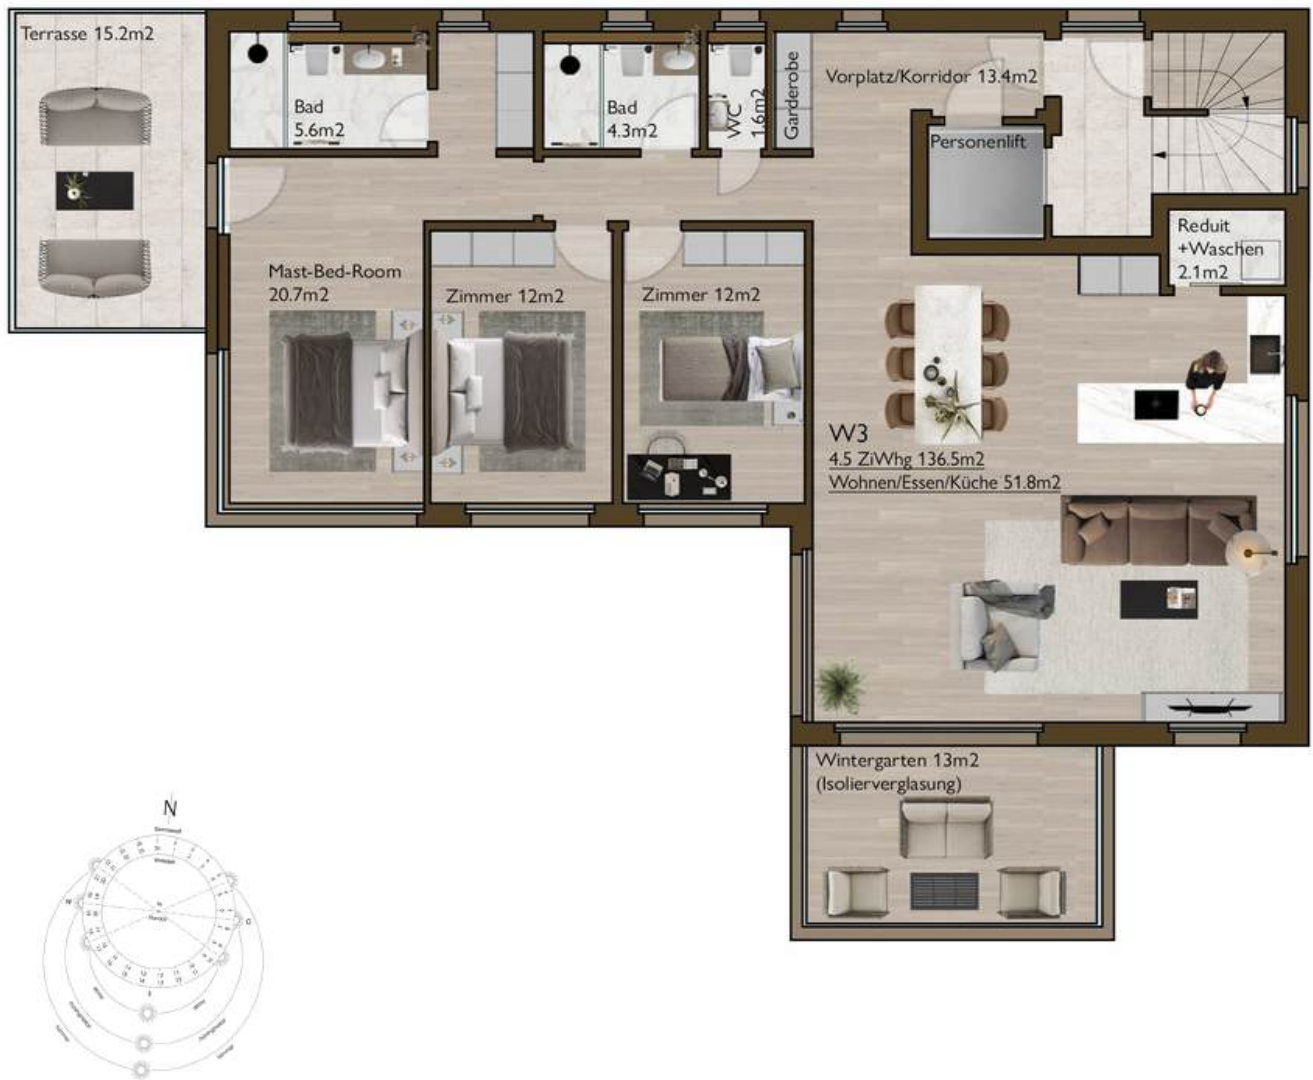 Terrasse 15.2m2
Bad
5.6m2
Bad
4.3m2
WC
1.6m2
Garderobe
Vorplatz/Korridor 13.4m2
Personenlift
Reduit
+Waschen
2.1m2
Mast-Bed-Room
20.7m2
Zimmer 12m2
Zimmer 12m2
W3
4.5 ZiWhg 136.5m2
Wohnen/Essen/Küche 51.8m2
Wintergarten 13m2
(Isolierverglasung)
N
W
O
S